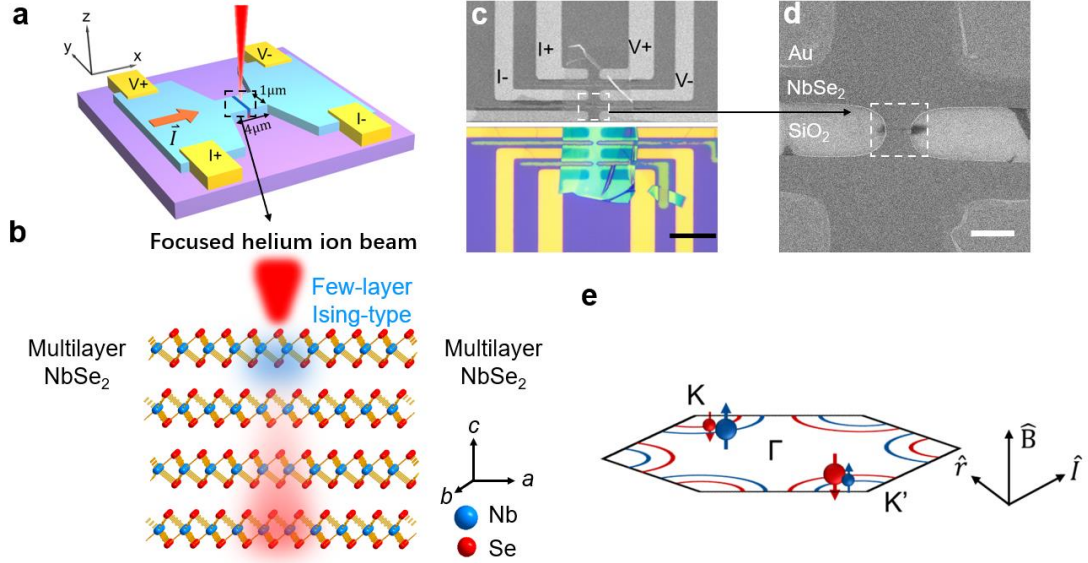 a
z
y
x
V+
V-
1μm
4μm
I
I+
I-
Focused helium ion beam
b
Few-layer
Ising-type
Multilayer
NbSe₂
Multilayer
NbSe₂
c
b
a
Nb
Se
c
I+
V+
I-
V-
d
Au
NbSe₂
SiO₂
e
K
Γ
K'
B̂
r̂
Î